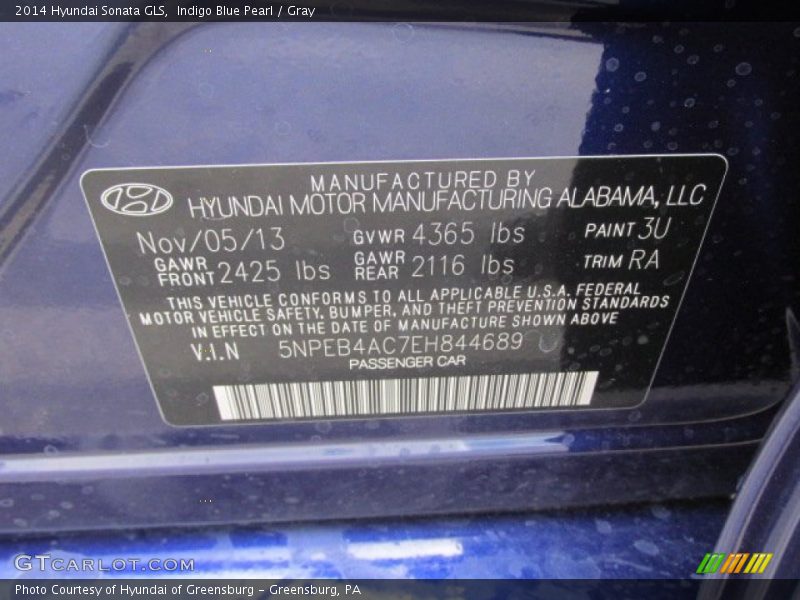 2014 Hyundai Sonata GLS, Indigo Blue Pearl / Gray
MANUFACTURED BY
HYUNDAI MOTOR MANUFACTURING ALABAMA, LLC
Nov/05/13 GVWR 4365 lbs PAINT 3U
GAWR FRONT 2425 lbs GAWR REAR 2116 lbs TRIM RA
THIS VEHICLE CONFORMS TO ALL APPLICABLE U.S.A. FEDERAL
MOTOR VEHICLE SAFETY, BUMPER, AND THEFT PREVENTION STANDARDS
IN EFFECT ON THE DATE OF MANUFACTURE SHOWN ABOVE
V.I.N 5NPEB4AC7EH844689
PASSENGER CAR
GTCARLOT.COM
Photo Courtesy of Hyundai of Greensburg - Greensburg, PA